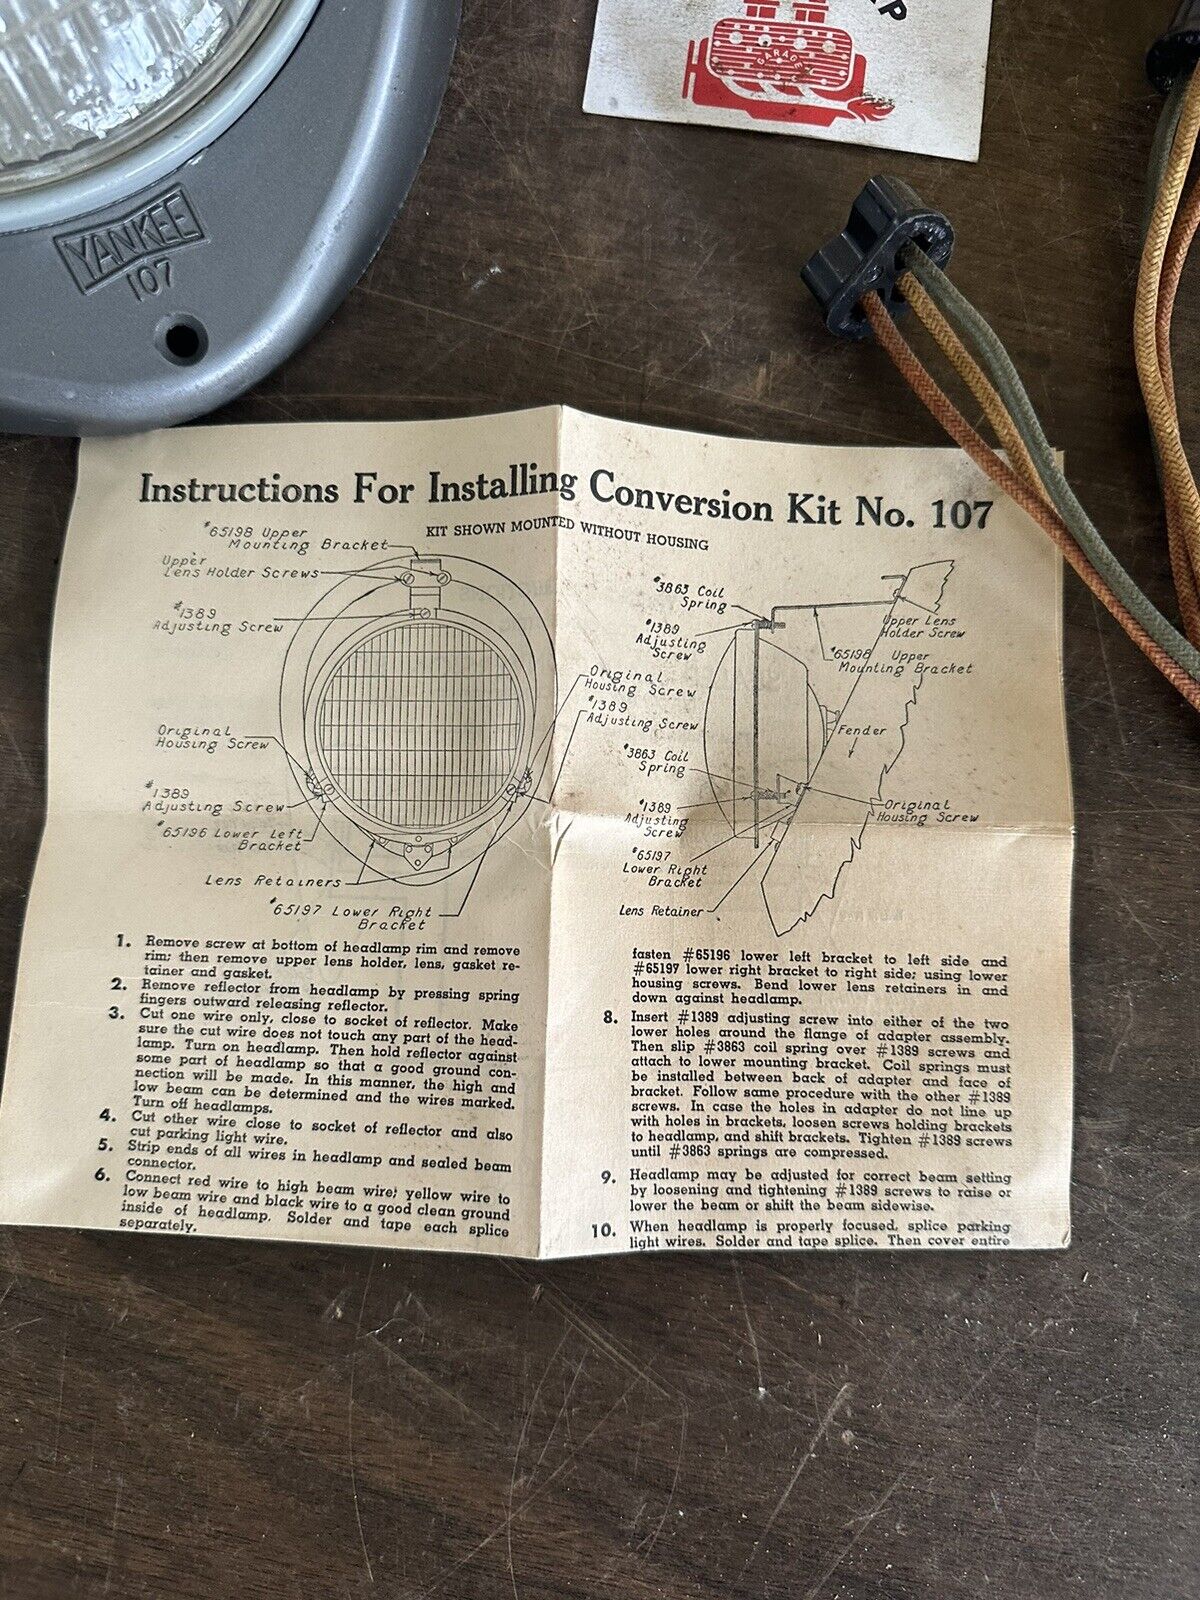 GARAGE
YANKEE
107
Instructions For Installing Conversion Kit No. 107
KIT SHOWN MOUNTED WITHOUT HOUSING
#65198 Upper
Mounting Bracket
Upper
Lens Holder Screws
#1389
Adjusting Screw
Original
Housing Screw
#1389
Adjusting Screw
#65196 Lower Left
Bracket
Lens Retainers
#65197 Lower Right
Bracket
Original
Housing Screw
#1389
Adjusting Screw
#3863 Coil
Spring
#1389
Adjusting
Screw
Upper Lens
Holder Screw
#65198 Upper
Mounting Bracket
Fender
#3863 Coil
Spring
#1389
Adjusting
Screw
Original
Housing Screw
#65197
Lower Right
Bracket
Lens Retainer
1. Remove screw at bottom of headlamp rim and remove
rim; then remove upper lens holder, lens, gasket re-
tainer and gasket.
2. Remove reflector from headlamp by pressing spring
fingers outward releasing reflector.
3. Cut one wire only, close to socket of reflector. Make
sure the cut wire does not touch any part of the head-
lamp. Turn on headlamp. Then hold reflector against
some part of headlamp so that a good ground con-
nection will be made. In this manner, the high and
low beam can be determined and the wires marked.
Turn off headlamps.
4. Cut other wire close to socket of reflector and also
cut parking light wire.
5. Strip ends of all wires in headlamp and sealed beam
connector.
6. Connect red wire to high beam wire; yellow wire to
low beam wire and black wire to a good clean ground
inside of headlamp. Solder and tape each splice
separately.
fasten #65196 lower left bracket to left side and
#65197 lower right bracket to right side; using lower
housing screws. Bend lower lens retainers in and
down against headlamp.
8. Insert #1389 adjusting screw into either of the two
lower holes around the flange of adapter assembly.
Then slip #3863 coil spring over #1389 screws and
attach to lower mounting bracket. Coil springs must
be installed between back of adapter and face of
bracket. Follow same procedure with the other #1389
screws. In case the holes in adapter do not line up
with holes in brackets, loosen screws holding brackets
to headlamp, and shift brackets. Tighten #1389 screws
until #3863 springs are compressed.
9. Headlamp may be adjusted for correct beam setting
by loosening and tightening #1389 screws to raise or
lower the beam or shift the beam sidewise.
10. When headlamp is properly focused, splice parking
light wires. Solder and tape splice. Then cover entire